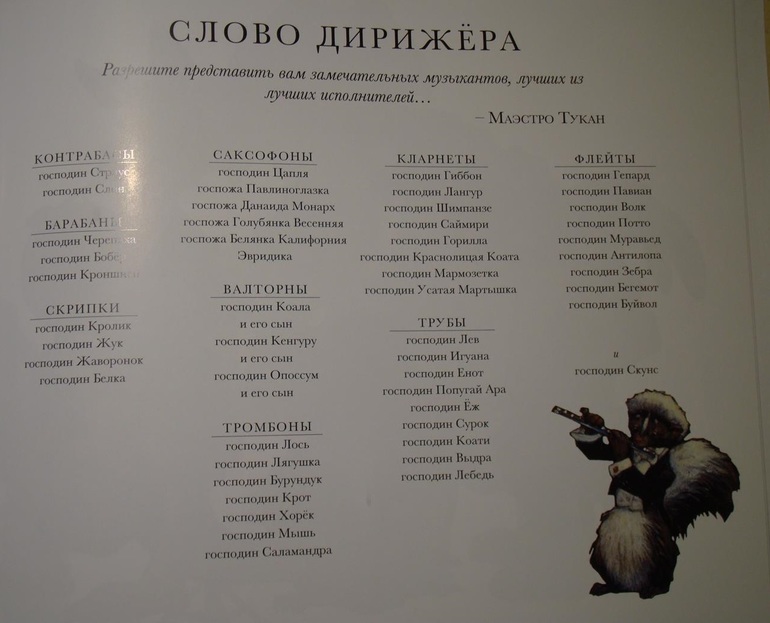 СЛОВО ДИРИЖЁРА
Разрешите представить вам замечательных музыкантов, лучших из
лучших исполнителей…
– Маэстро Тукан
КОНТРАБАСЫ
господин Страус
господин Слон
БАРАБАНЫ
господин Черепаха
господин Бобер
господин Кроншнеп
СКРИПКИ
господин Кролик
господин Жук
господин Жаворонок
господин Белка
САКСОФОНЫ
господин Цапля
госпожа Павлиноглазка
госпожа Данаида Монарх
госпожа Голубянка Весенняя
госпожа Белянка Калифорния
Эвридика
ВАЛТОРНЫ
господин Коала
и его сын
господин Кенгуру
и его сын
господин Опоссум
и его сын
ТРОМБОНЫ
господин Лось
господин Лягушка
господин Бурундук
господин Крот
господин Хорёк
господин Мышь
господин Саламандра
КЛАРНЕТЫ
господин Гиббон
господин Лангур
господин Шимпанзе
господин Саймири
господин Горилла
господин Краснолицая Коата
господин Мармозетка
господин Усатая Мартышка
ТРУБЫ
господин Лев
господин Игуана
господин Енот
господин Попугай Ара
господин Ёж
господин Сурок
господин Коати
господин Выдра
господин Лебедь
ФЛЕЙТЫ
господин Гепард
господин Павиан
господин Волк
господин Потто
господин Муравьед
господин Антилопа
господин Зебра
господин Бегемот
господин Буйвол
и
господин Скунс